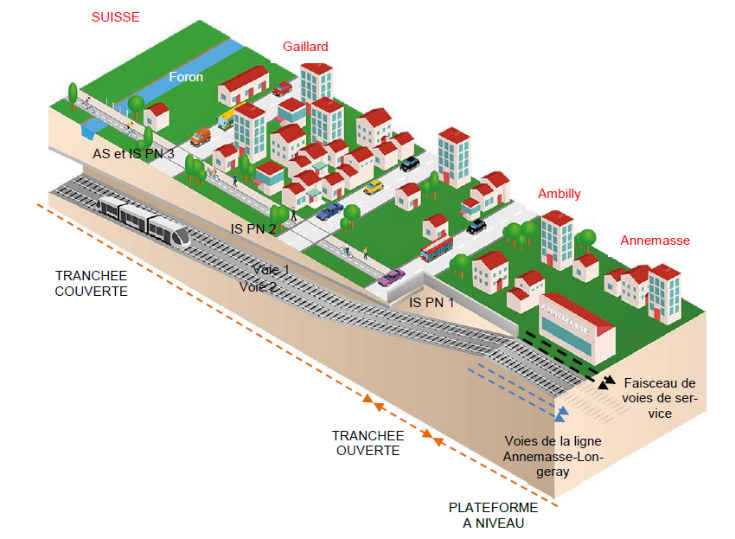 SUISSE
Gaillard
Foron
AS et IS PN 3
Ambilly
IS PN 2
Annemasse
Voie 1
TRANCHEE
COUVERTE
Voie 2
IS PN 1
ANNEMASSE
Faisceau de
voies de ser-
vice
TRANCHEE
OUVERTE
Voies de la ligne
Annemasse-Lon-
geray
PLATEFORME
A NIVEAU